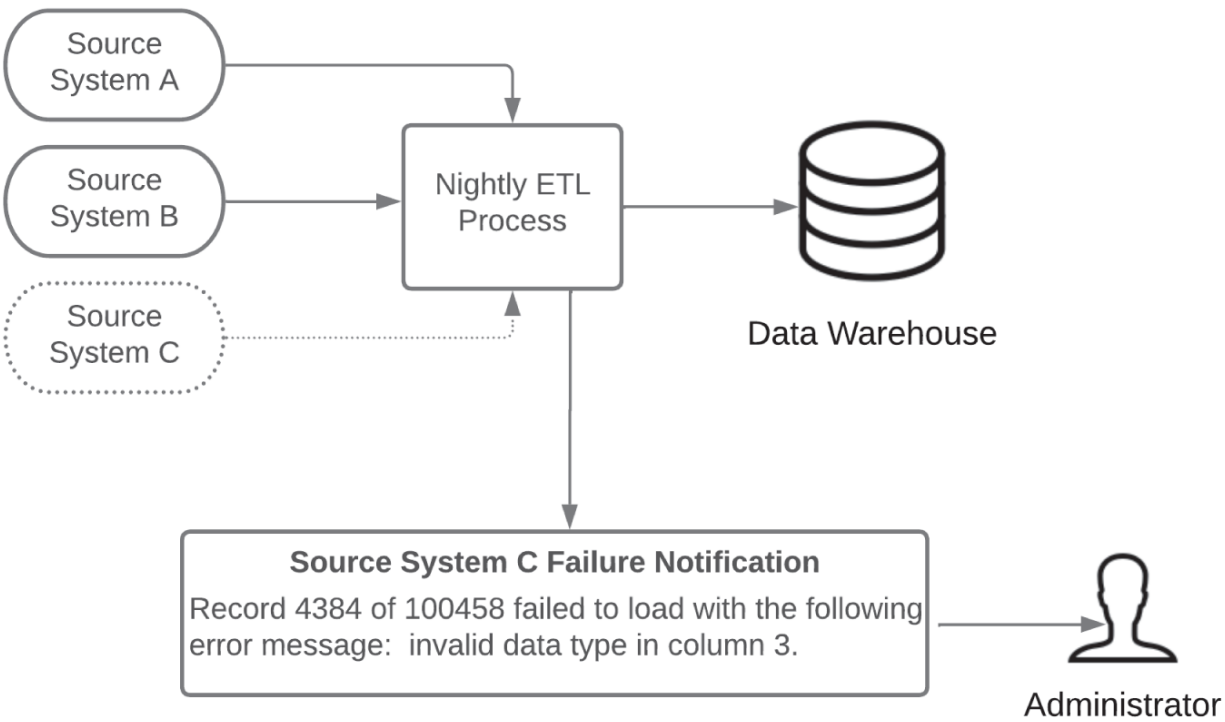 Source
System A
Source
System B
Nightly ETL
Process
Source
System C
Data Warehouse
Source System C Failure Notification
Record 4384 of 100458 failed to load with the following
error message:  invalid data type in column 3.
Administrator